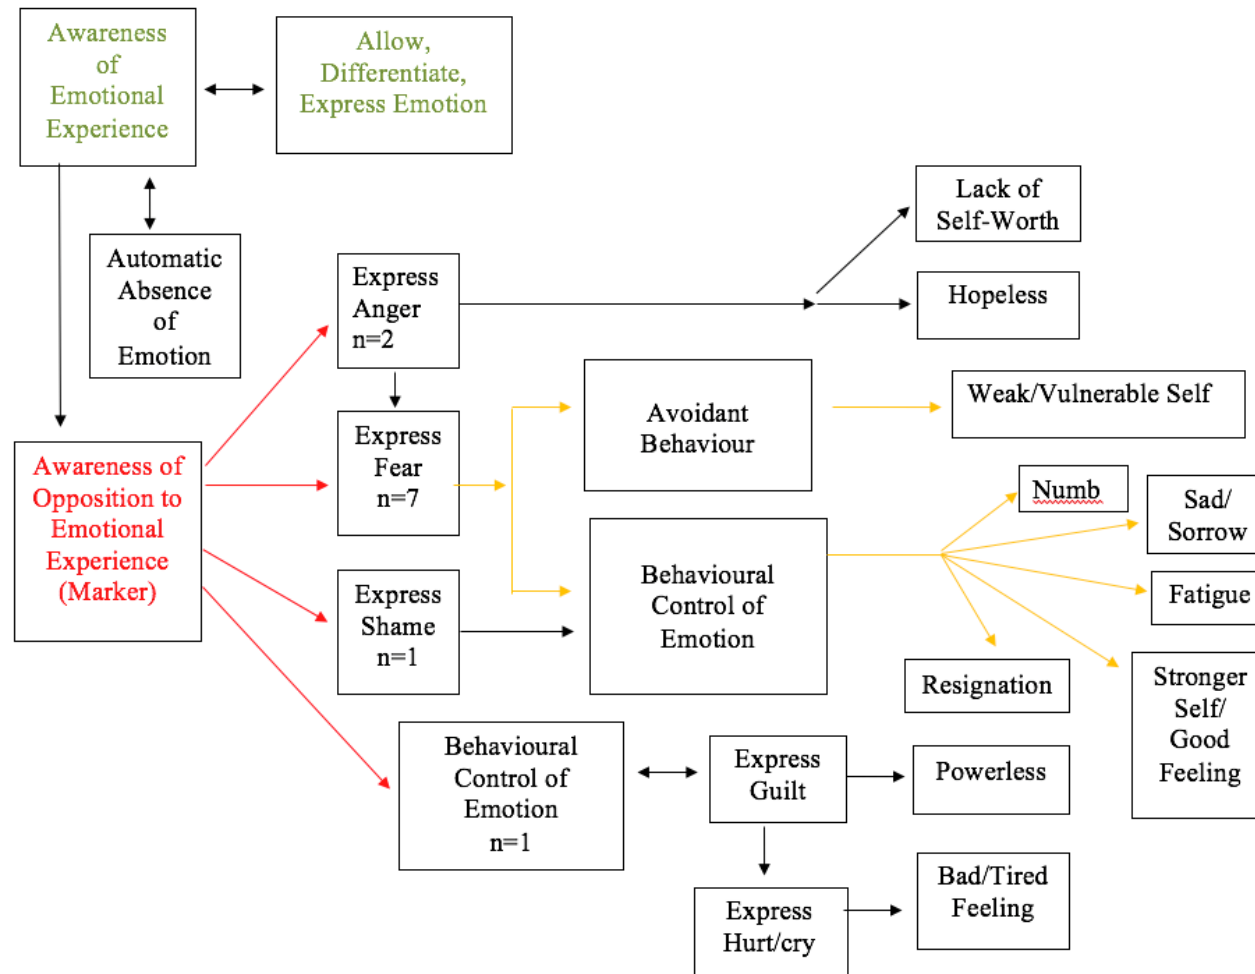 Awareness
of
Emotional
Experience
Allow,
Differentiate,
Express Emotion
Lack of
Self-Worth
Automatic
Absence
of
Emotion
Express
Anger
n=2
Hopeless
Avoidant
Behaviour
Weak/Vulnerable Self
Express
Fear
n=7
Awareness of
Opposition to
Emotional
Experience
(Marker)
Numb
Sad/
Sorrow
Behavioural
Control of
Emotion
Fatigue
Express
Shame
n=1
Resignation
Stronger
Self/
Good
Feeling
Behavioural
Control of
Emotion
n=1
Express
Guilt
Powerless
Bad/Tired
Feeling
Express
Hurt/cry